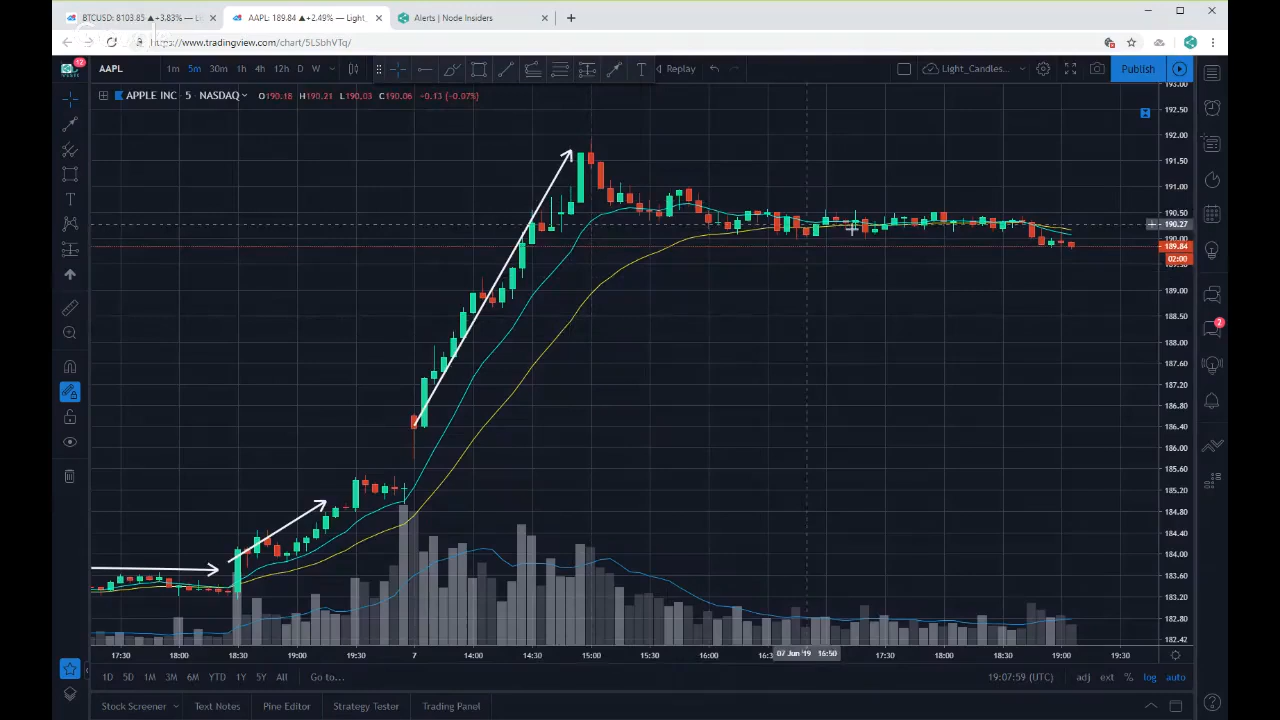 BTCUSD: 8103.85 ▲+3.83% — Li
AAPL: 189.84 ▲+2.49% — Light_
Alerts | Node Insiders
https://www.tradingview.com/chart/5LSbhVTq/
12
AAPL
1m 5m 30m 1h 4h 12h D W
Replay
Light_Candles...
Publish
APPLE INC 5 NASDAQ O190.18 H190.21 L190.03 C190.06 -0.13 (-0.07%)
193.00
192.50
192.00
191.50
191.00
190.50
190.27
190.00
189.84
02:00
189.50
189.00
188.50
188.00
187.60
187.20
186.80
186.40
186.00
185.60
185.20
184.80
184.40
184.00
183.60
183.20
182.80
182.42
2
17:30 18:00 18:30 19:00 19:30 7 14:00 14:30 15:00 15:30 16:00 16:3 07 Jun '19 16:50 17:30 18:00 18:30 19:00 19:30
1D 5D 1M 3M 6M YTD 1Y 5Y All Go to... 19:07:59 (UTC) adj ext % log auto
Stock Screener Text Notes Pine Editor Strategy Tester Trading Panel